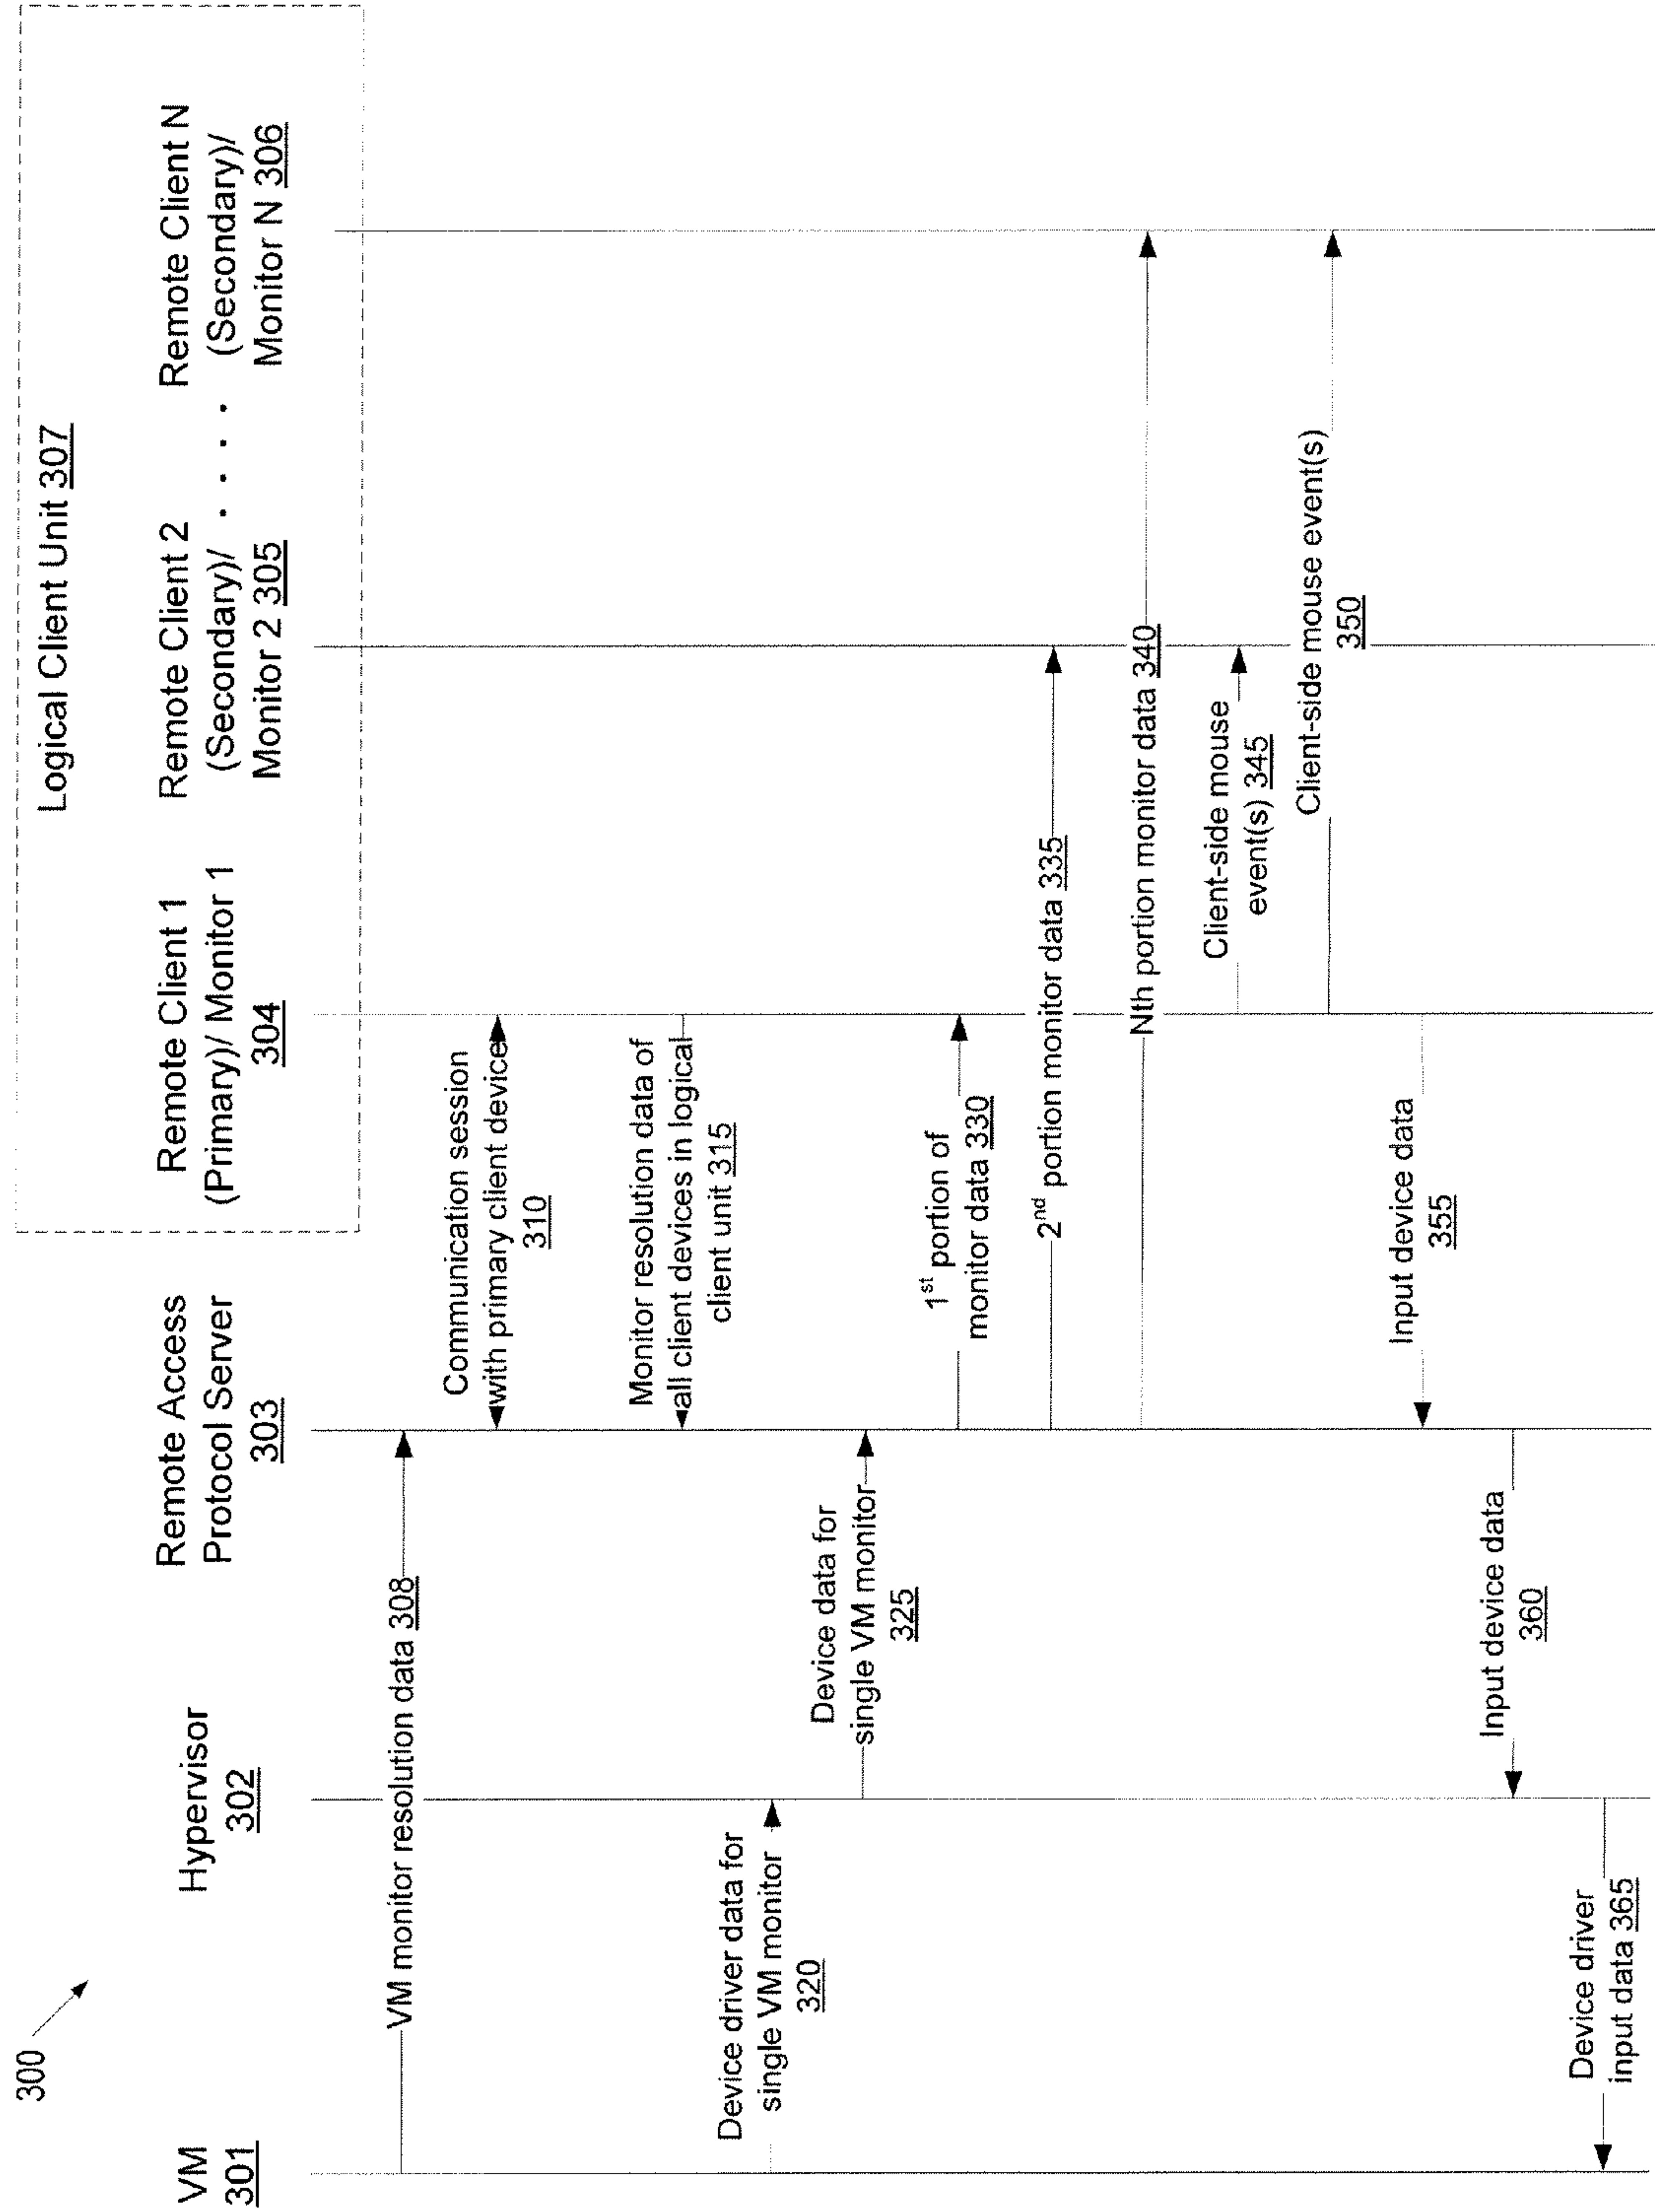 300
Logical Client Unit 307
VM
301
Hypervisor
302
Remote Access
Protocol Server
303
Remote Client 1
(Primary)/ Monitor 1
304
Remote Client 2
(Secondary)/
Monitor 2 305
. . . . .
Remote Client N
(Secondary)/
Monitor N 306
VM monitor resolution data 308
Communication session
with primary client device
310
Monitor resolution data of
all client devices in logical
client unit 315
Device driver data for
single VM monitor
320
Device data for
single VM monitor
325
1st portion of
monitor data 330
2nd portion monitor data 335
Nth portion monitor data 340
Client-side mouse
event(s) 345
Client-side mouse event(s)
350
Input device data
355
Input device data
360
Device driver
input data 365